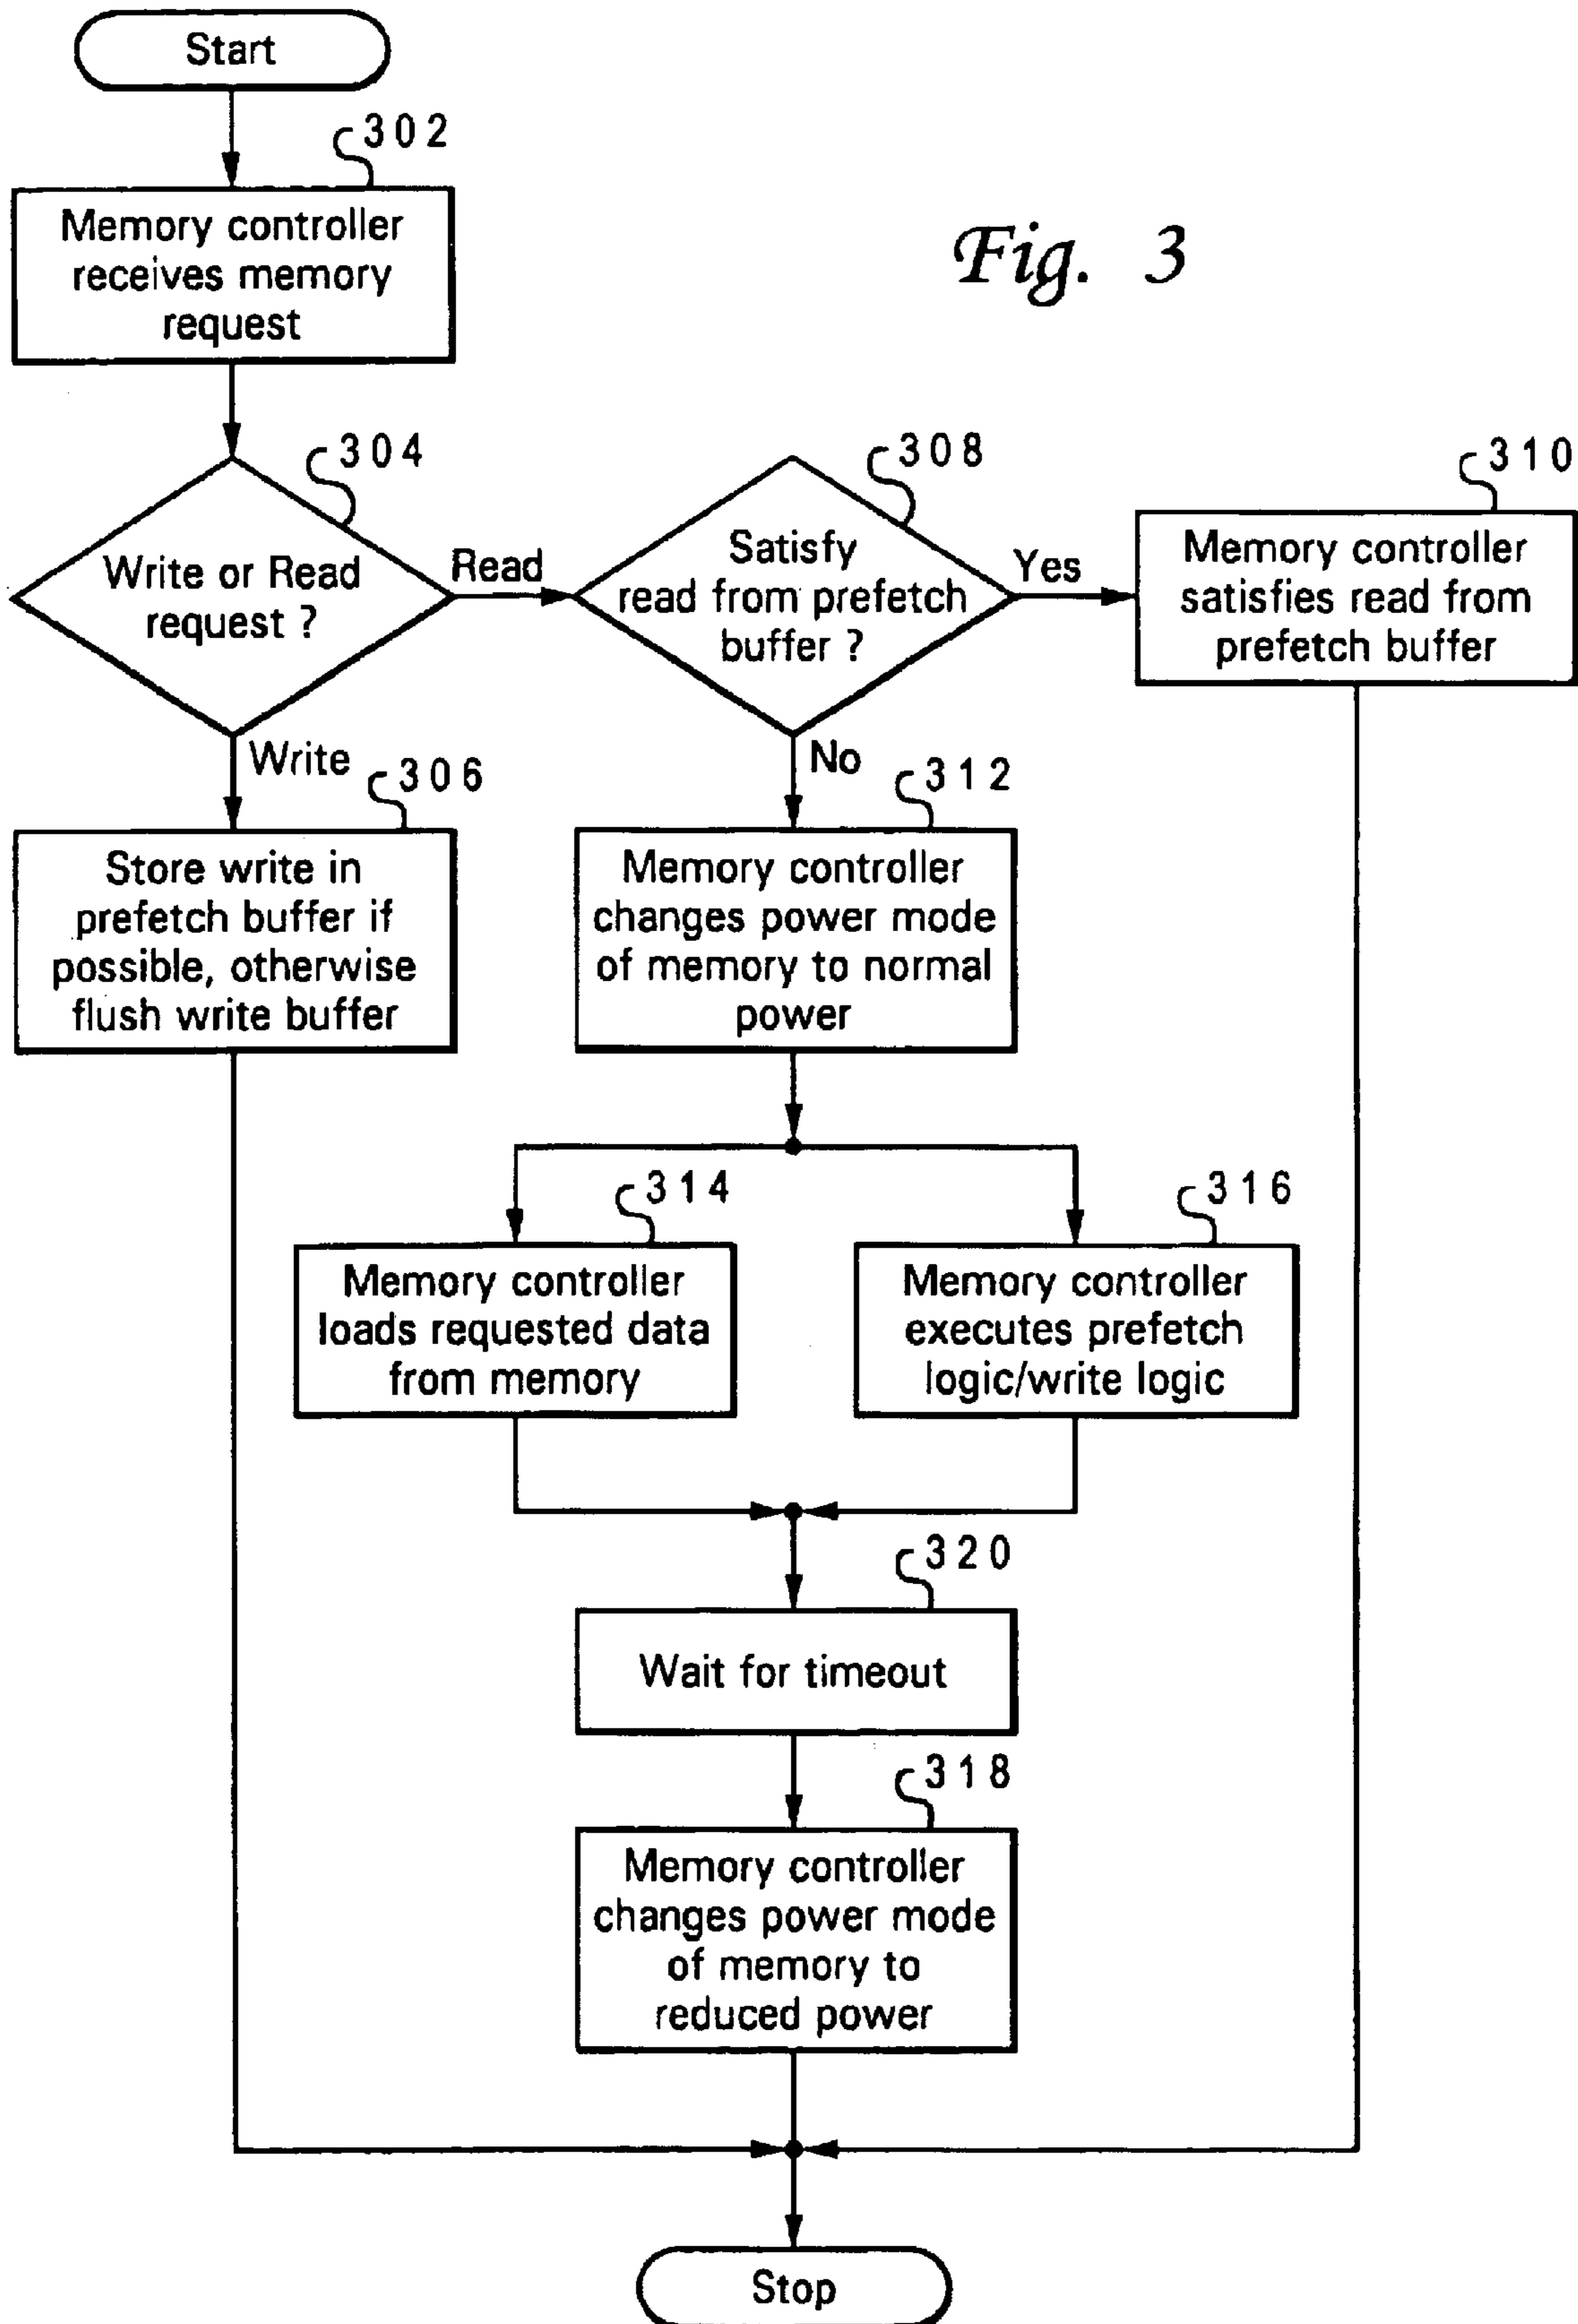 Start
302
Memory controller
receives memory
request
Fig. 3
304
Write or Read
request ?
Read
308
Satisfy
read from prefetch
buffer ?
Yes
310
Memory controller
satisfies read from
prefetch buffer
Write
306
Store write in
prefetch buffer if
possible, otherwise
flush write buffer
No
312
Memory controller
changes power mode
of memory to normal
power
314
Memory controller
loads requested data
from memory
316
Memory controller
executes prefetch
logic/write logic
320
Wait for timeout
318
Memory controller
changes power mode
of memory to
reduced power
Stop